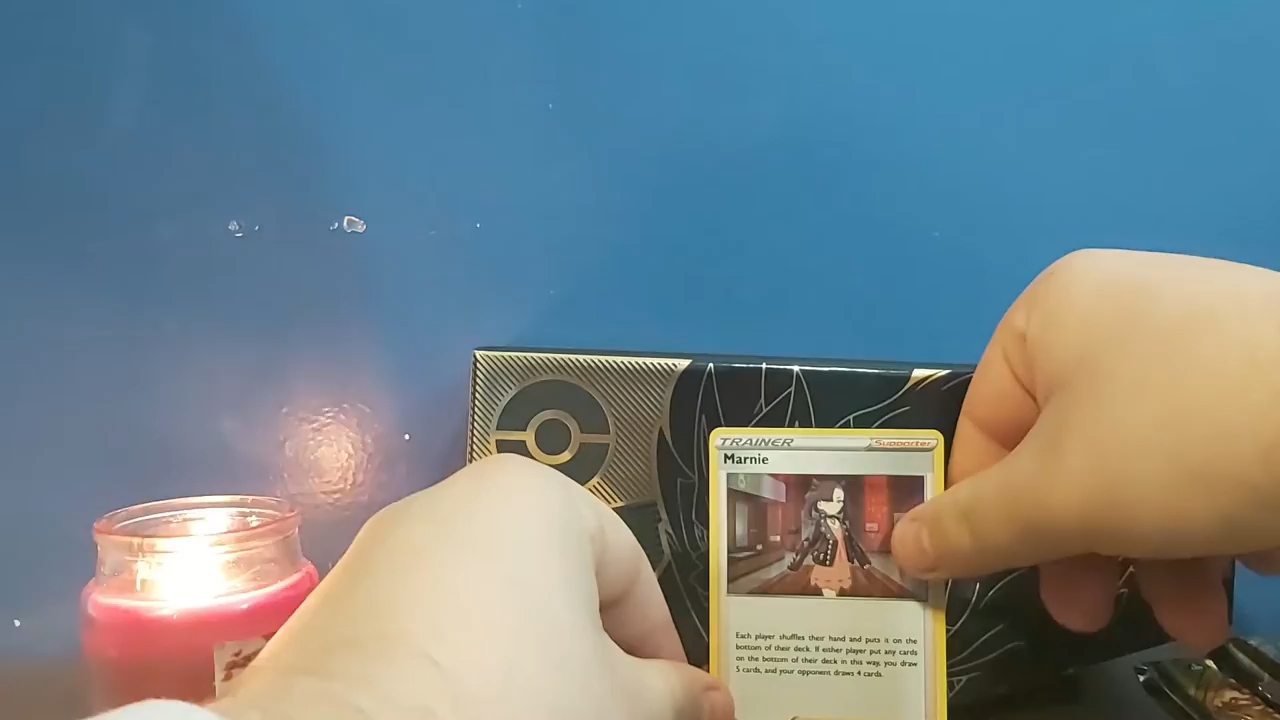 TRAINER Supporter
Marnie
Each player shuffles their hand and puts it on the
bottom of their deck. If either player put any cards
on the bottom of their deck in this way, you draw
5 cards, and your opponent draws 4 cards.